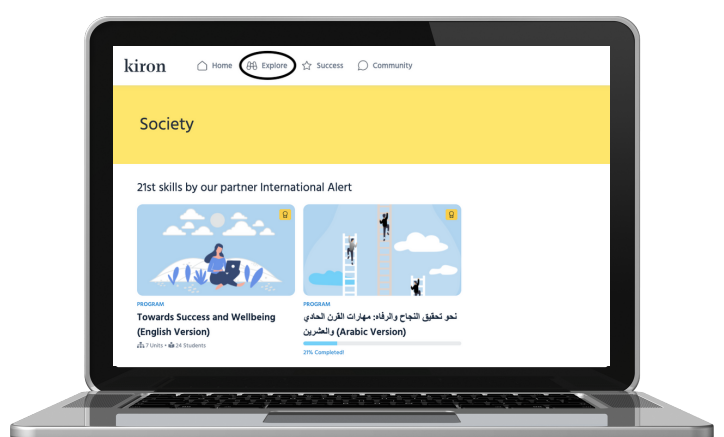 kiron
Home Explore Success Community
Society
21st skills by our partner International Alert
PROGRAM
Towards Success and Wellbeing
(English Version)
7 Units • 24 Students
PROGRAM
نحو تحقيق النجاح والرفاه: مهارات القرن الحادي
والعشرين (Arabic Version)
21% Completed!